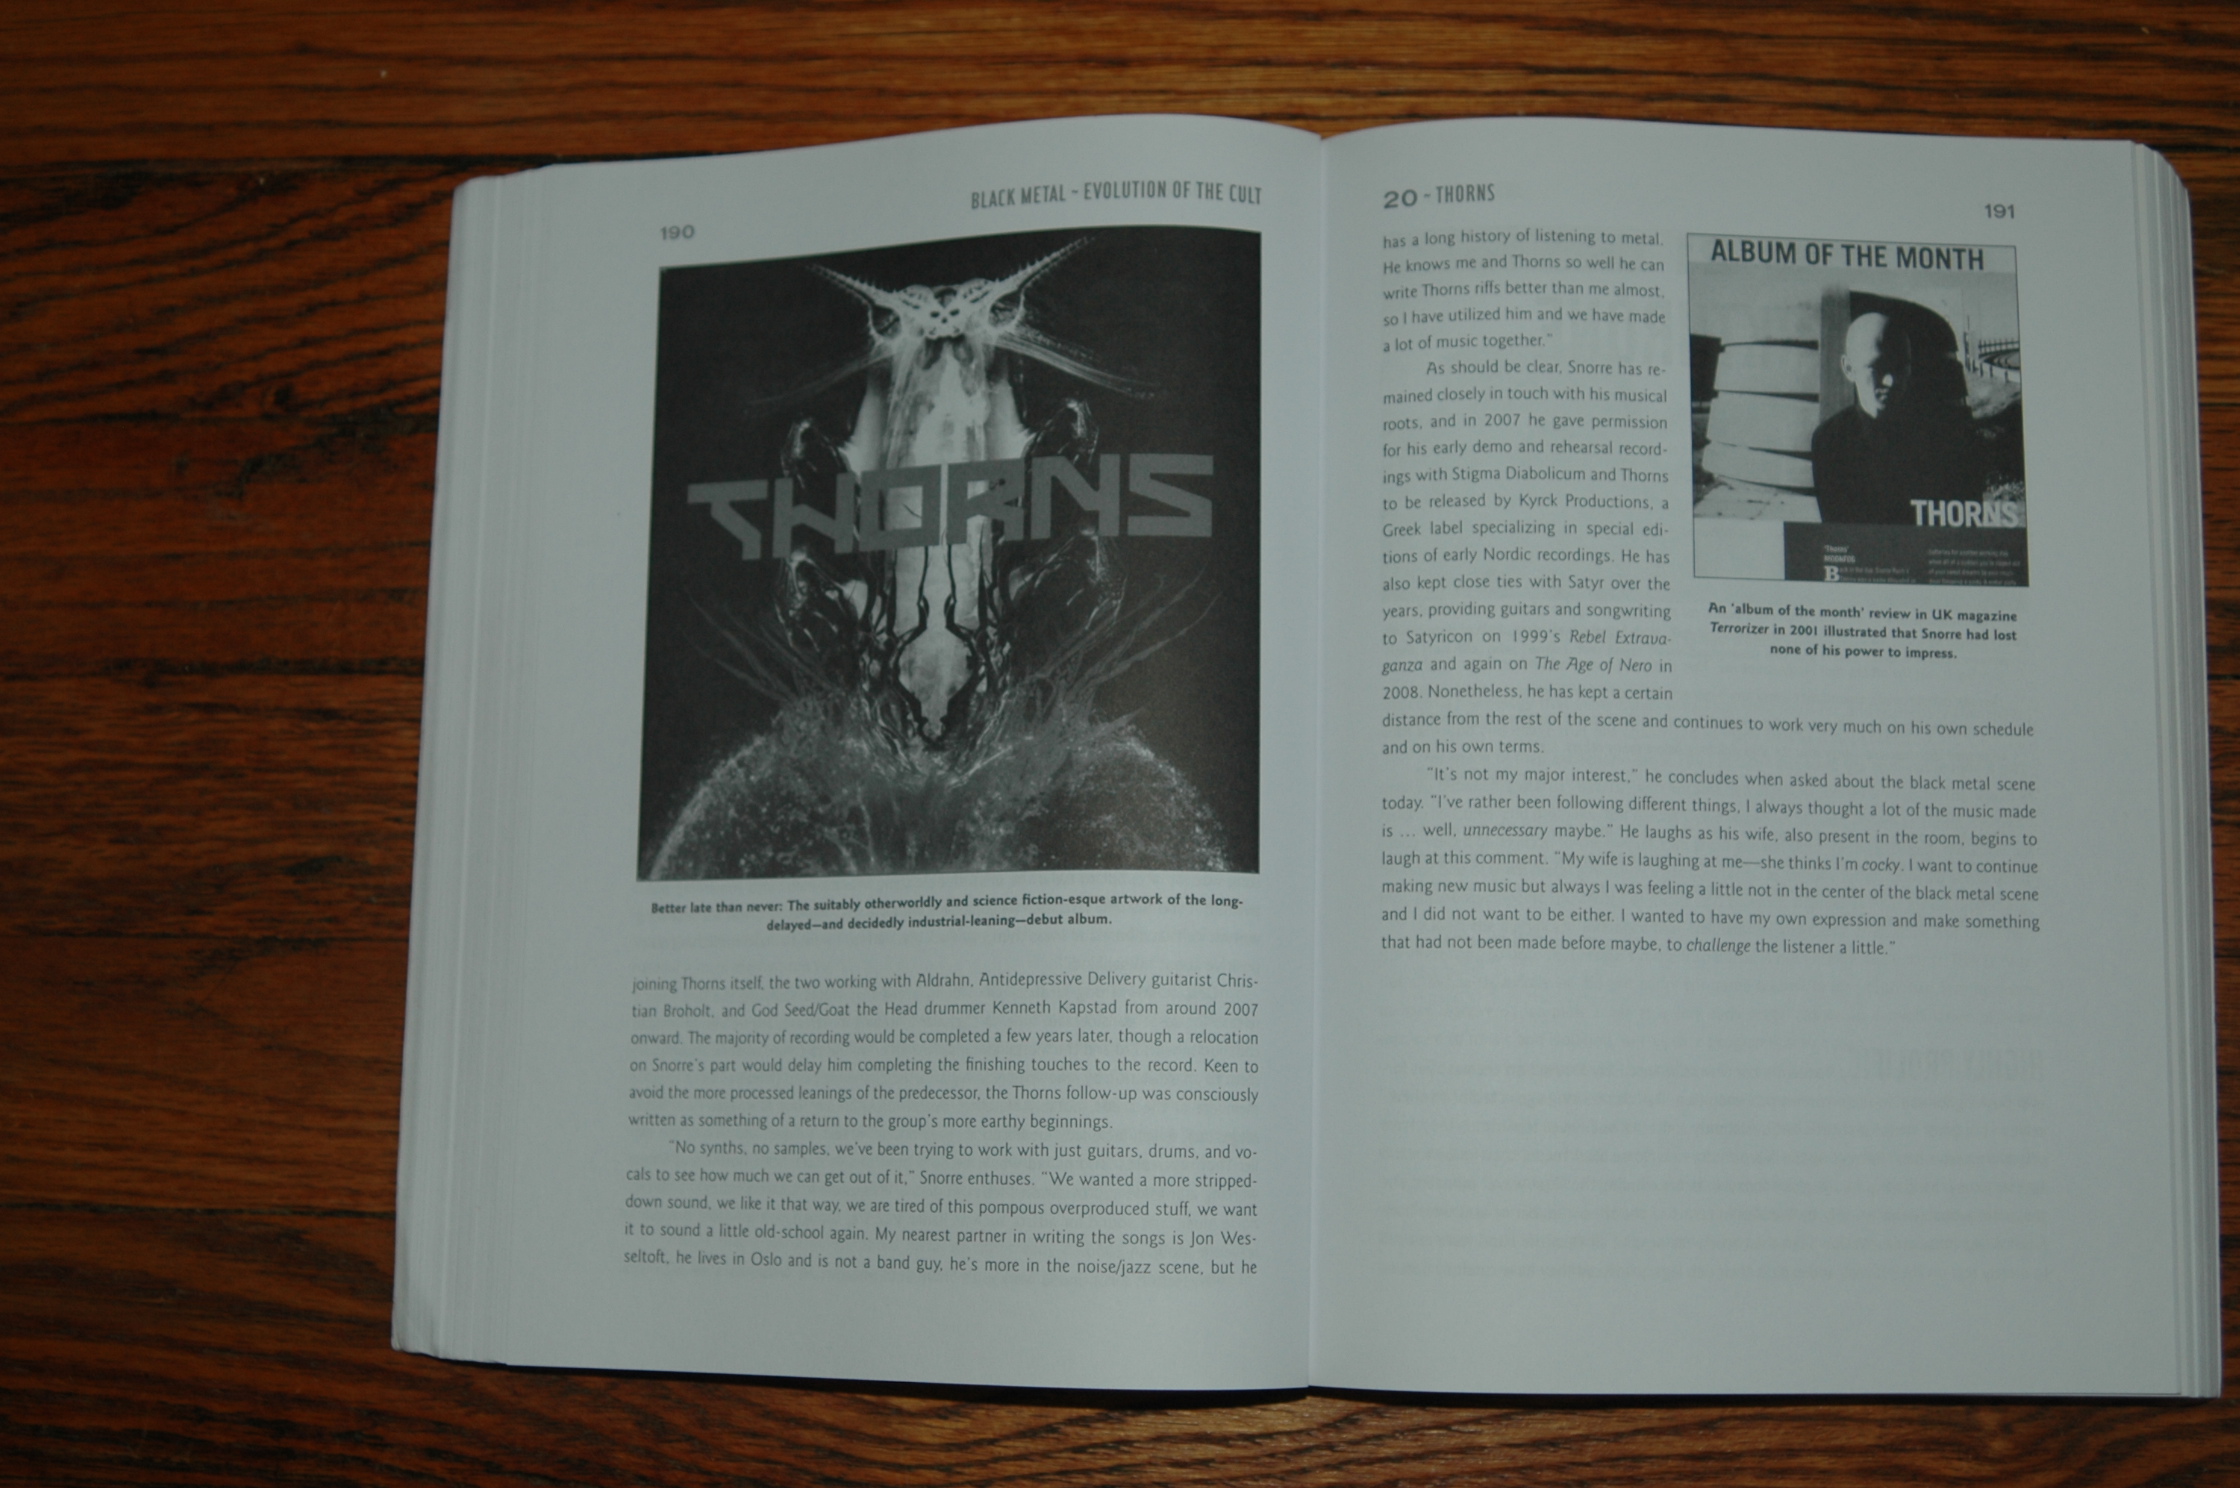 BLACK METAL - EVOLUTION OF THE CULT
190
THORNS
Better late than never: The suitably otherworldly and science fiction-esque artwork of the long-
delayed—and decidedly industrial-leaning—debut album.
joining Thorns itself, the two working with Aldrahn, Antidepressive Delivery guitarist Chris-
tian Broholt, and God Seed/Goat the Head drummer Kenneth Kapstad from around 2007
onward. The majority of recording would be completed a few years later, though a relocation
on Snorre's part would delay him completing the finishing touches to the record. Keen to
avoid the more processed leanings of the predecessor, the Thorns follow-up was consciously
written as something of a return to the group's more earthy beginnings.
"No synths, no samples, we've been trying to work with just guitars, drums, and vo-
cals to see how much we can get out of it," Snorre enthuses. "We wanted a more stripped-
down sound, we like it that way, we are tired of this pompous overproduced stuff, we want
it to sound a little old-school again. My nearest partner in writing the songs is Jon Wes-
seltoft, he lives in Oslo and is not a band guy, he's more in the noise/jazz scene, but he
20 - THORNS
191
has a long history of listening to metal.
He knows me and Thorns so well he can
write Thorns riffs better than me almost,
so I have utilized him and we have made
a lot of music together."
As should be clear, Snorre has re-
mained closely in touch with his musical
roots, and in 2007 he gave permission
for his early demo and rehearsal record-
ings with Stigma Diabolicum and Thorns
to be released by Kyrck Productions, a
Greek label specializing in special edi-
tions of early Nordic recordings. He has
also kept close ties with Satyr over the
years, providing guitars and songwriting
to Satyricon on 1999's Rebel Extrava-
ganza and again on The Age of Nero in
2008. Nonetheless, he has kept a certain
distance from the rest of the scene and continues to work very much on his own schedule
and on his own terms.
"It's not my major interest," he concludes when asked about the black metal scene
today. "I've rather been following different things, I always thought a lot of the music made
is ... well, unnecessary maybe." He laughs as his wife, also present in the room, begins to
laugh at this comment. "My wife is laughing at me—she thinks I'm cocky. I want to continue
making new music but always I was feeling a little not in the center of the black metal scene
and I did not want to be either. I wanted to have my own expression and make something
that had not been made before maybe, to challenge the listener a little."
ALBUM OF THE MONTH
THORNS
'Thorns'
An 'album of the month' review in UK magazine
Terrorizer in 2001 illustrated that Snorre had lost
none of his power to impress.